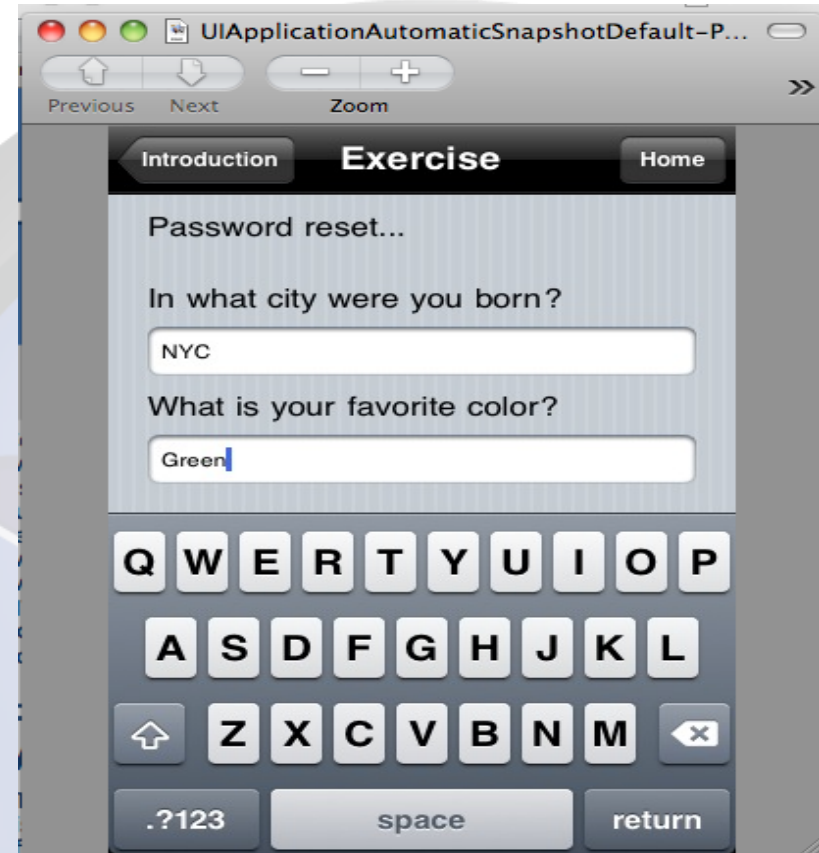 UIApplicationAutomaticSnapshotDefault-P...
Previous Next Zoom
Introduction Exercise Home
Password reset...
In what city were you born?
NYC
What is your favorite color?
Green
Q W E R T Y U I O P
A S D F G H J K L
Z X C V B N M
.?123 space return